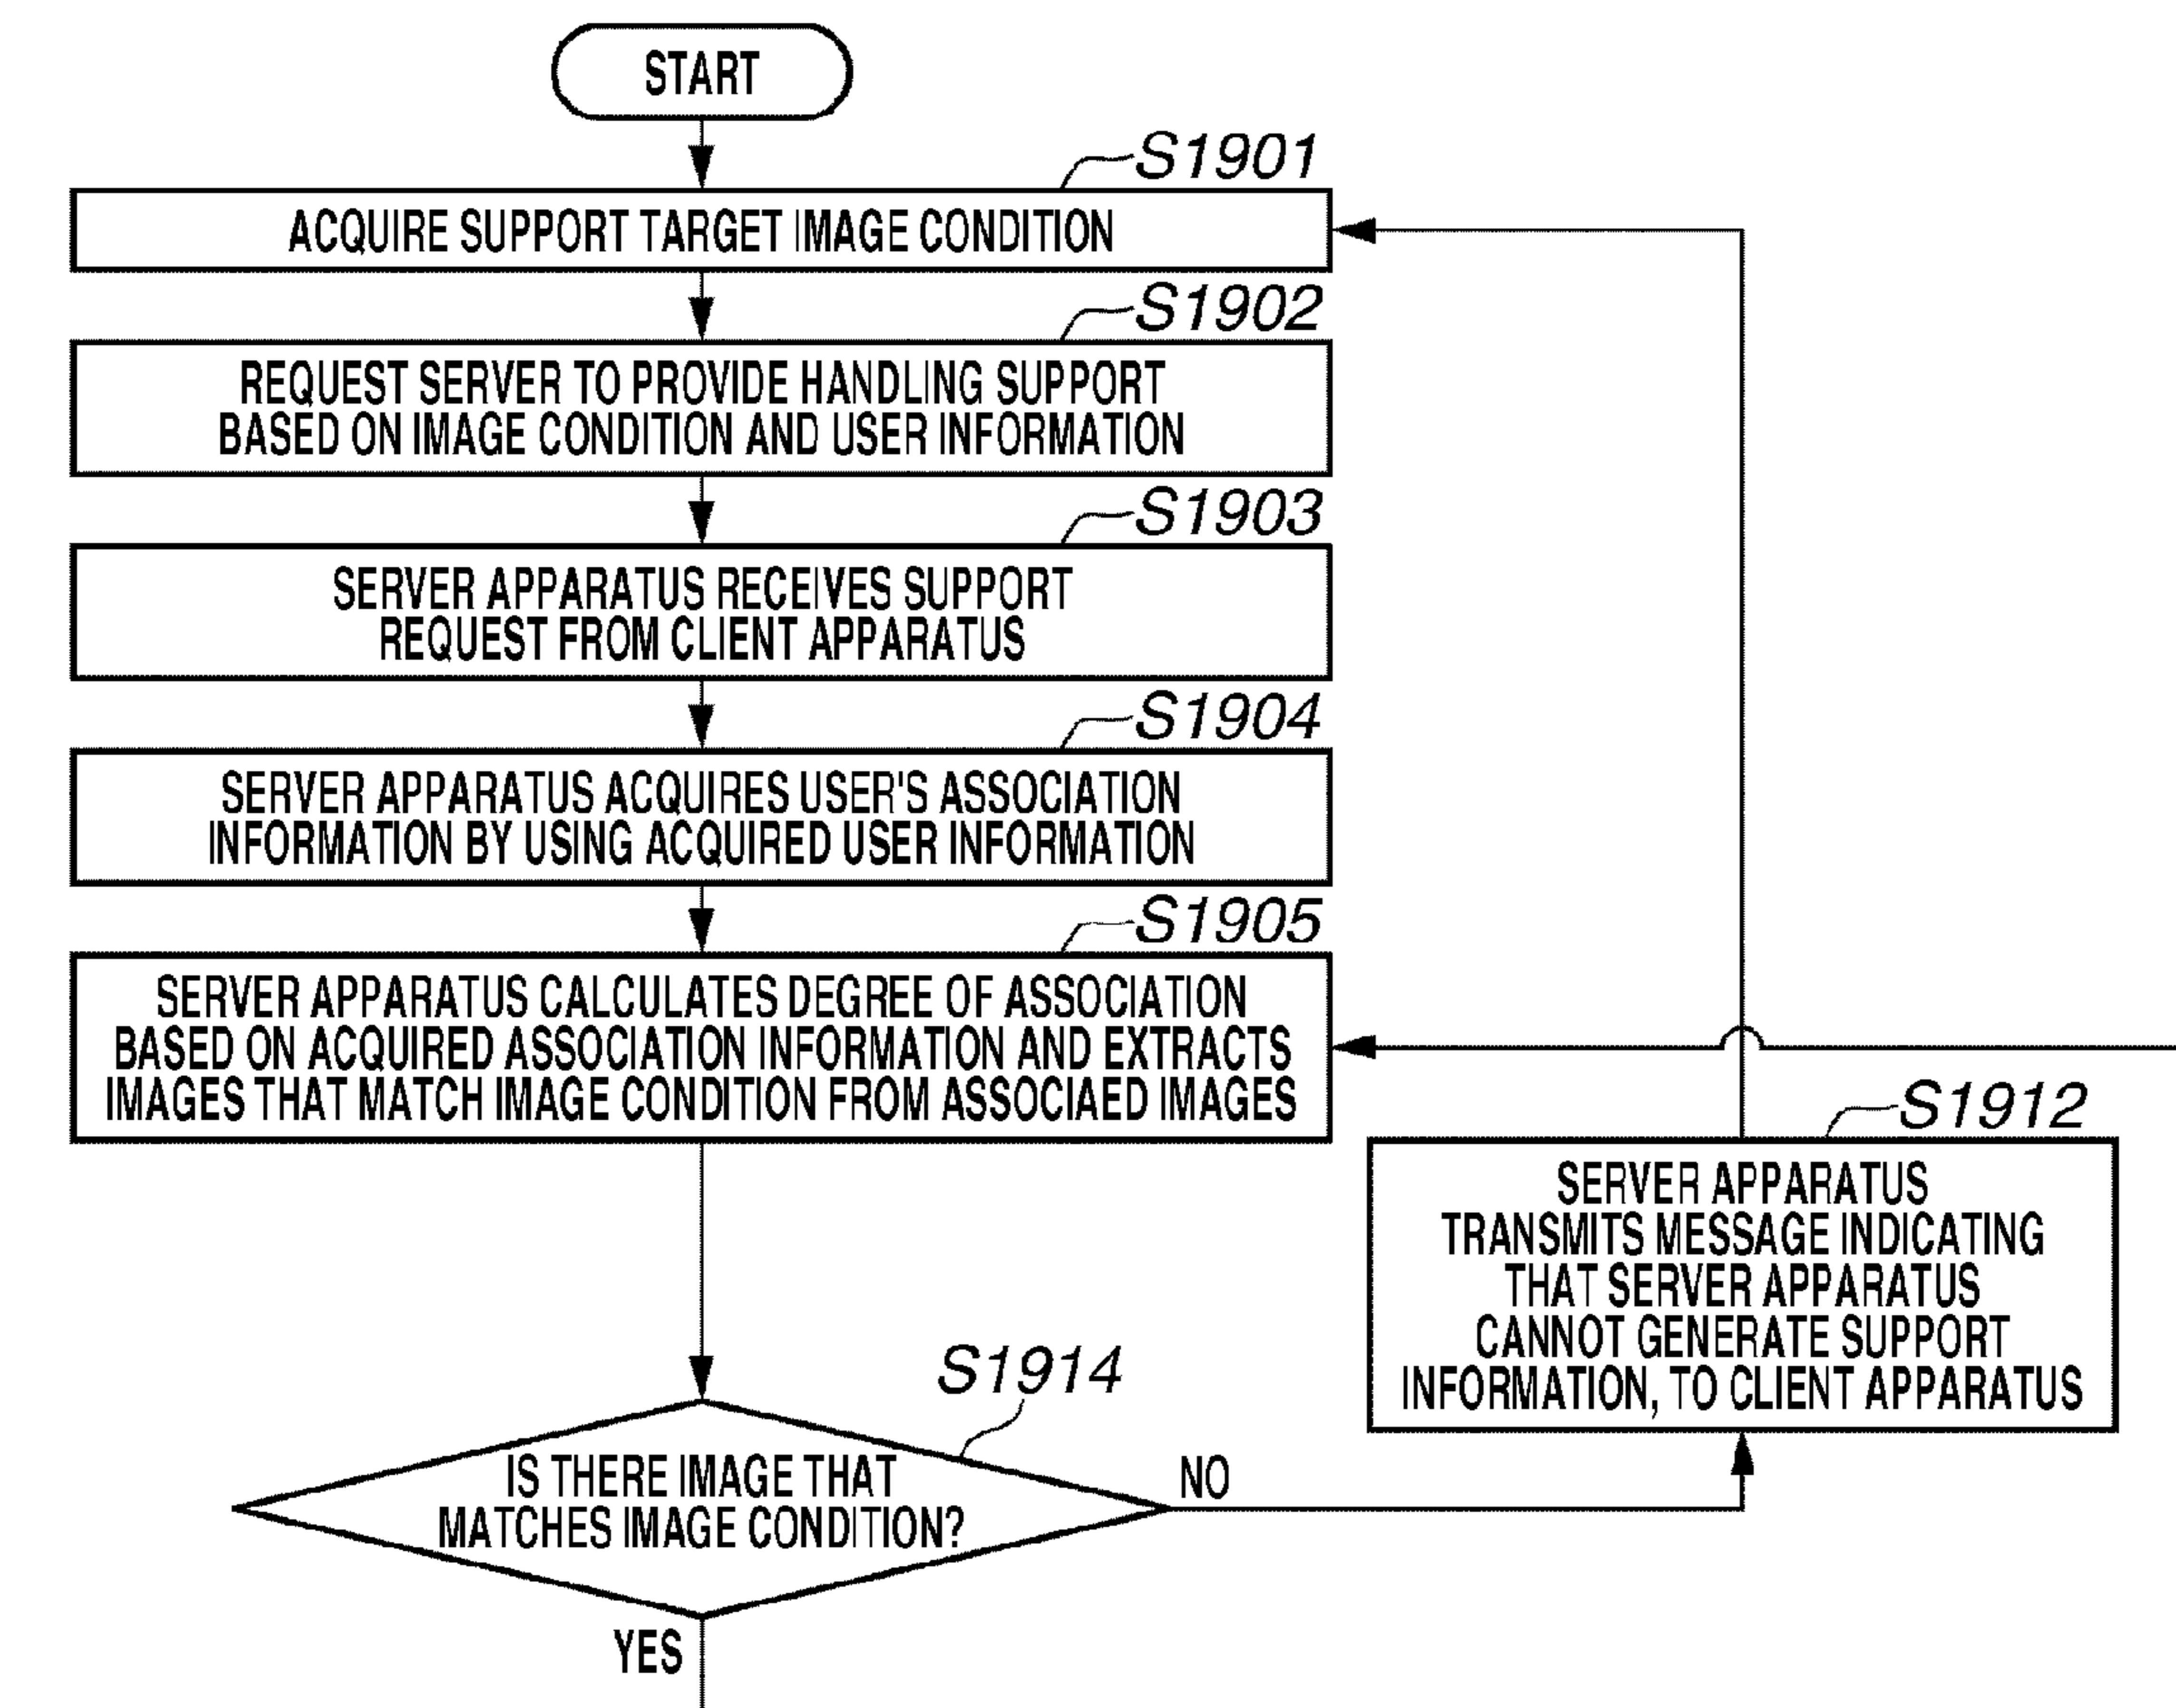 START
S1901
ACQUIRE SUPPORT TARGET IMAGE CONDITION
S1902
REQUEST SERVER TO PROVIDE HANDLING SUPPORT
BASED ON IMAGE CONDITION AND USER INFORMATION
S1903
SERVER APPARATUS RECEIVES SUPPORT
REQUEST FROM CLIENT APPARATUS
S1904
SERVER APPARATUS ACQUIRES USER'S ASSOCIATION
INFORMATION BY USING ACQUIRED USER INFORMATION
S1905
SERVER APPARATUS CALCULATES DEGREE OF ASSOCIATION
BASED ON ACQUIRED ASSOCIATION INFORMATION AND EXTRACTS
IMAGES THAT MATCH IMAGE CONDITION FROM ASSOCIAED IMAGES
S1912
SERVER APPARATUS
TRANSMITS MESSAGE INDICATING
THAT SERVER APPARATUS
CANNOT GENERATE SUPPORT
INFORMATION, TO CLIENT APPARATUS
S1914
IS THERE IMAGE THAT
MATCHES IMAGE CONDITION?
NO
YES